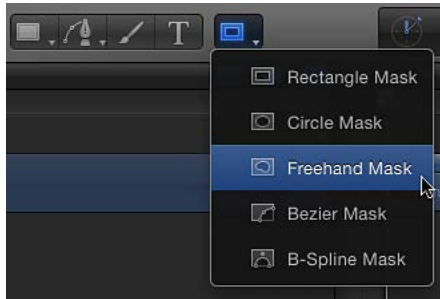 T
Rectangle Mask
Circle Mask
Freehand Mask
Bezier Mask
B-Spline Mask